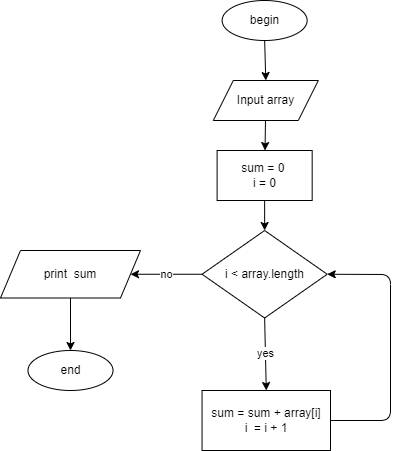 begin
Input array
sum = 0
i = 0
i < array.length
no
print sum
yes
end
sum = sum + array[i]
i = i + 1